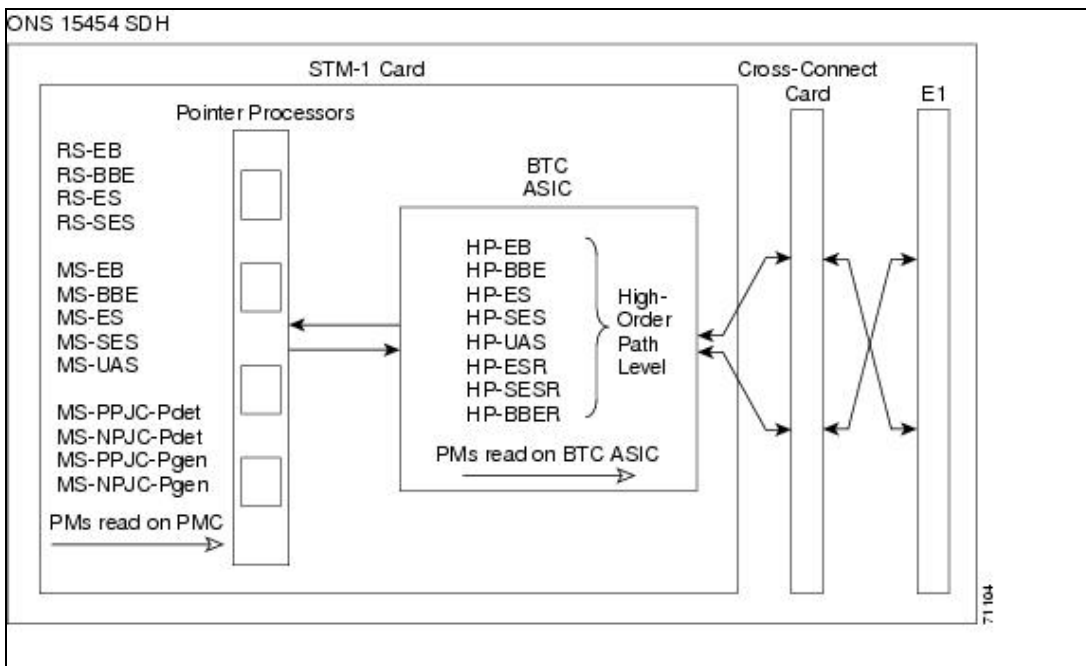 ONS 15454 SDH
STM-1 Card
Cross-Connect
Card
E1
Pointer Processors
RS-EB
RS-BBE
RS-ES
RS-SES
MS-EB
MS-BBE
MS-ES
MS-SES
MS-UAS
MS-PPJC-Pdet
MS-NPJC-Pdet
MS-PPJC-Pgen
MS-NPJC-Pgen
PMs read on PMC
BTC
ASIC
HP-EB
HP-BBE
HP-ES
HP-SES
HP-UAS
HP-ESR
HP-SESR
HP-BBER
High-
Order
Path
Level
PMs read on BTC ASIC
71104